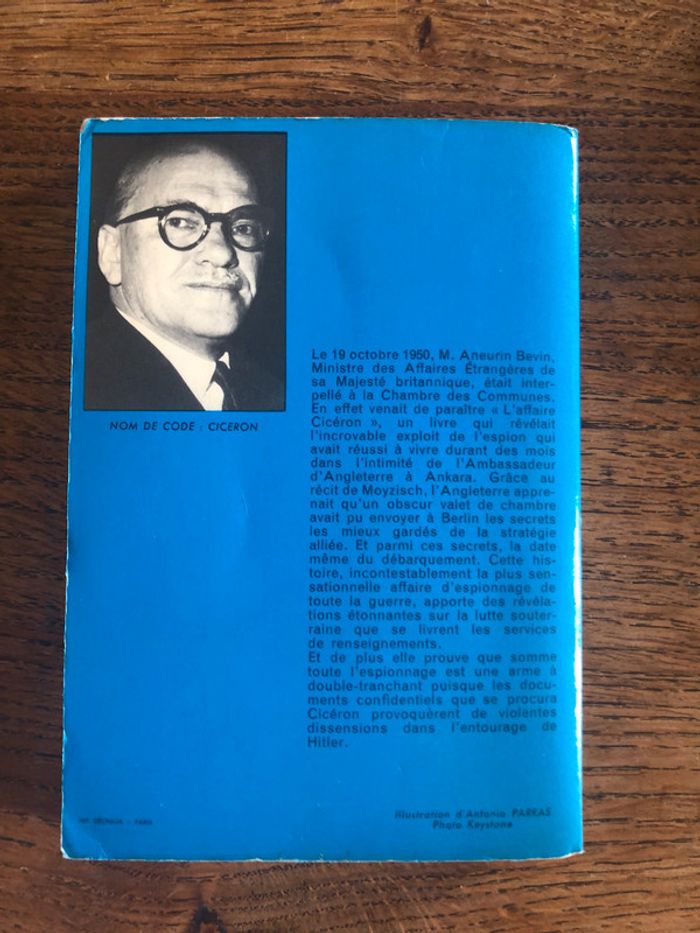 NOM DE CODE : CICERON
Le 19 octobre 1950, M. Aneurin Bevin,
Ministre des Affaires Étrangères de
sa Majesté britannique, était inter-
pellé à la Chambre des Communes.
En effet venait de paraître « L'affaire
Cicéron », un livre qui révélait
l'incroyable exploit de l'espion qui
avait réussi à vivre durant des mois
dans l'intimité de l'Ambassadeur
d'Angleterre à Ankara. Grâce au
récit de Moyzisch, l'Angleterre appre-
nait qu'un obscur valet de chambre
avait pu envoyer à Berlin les secrets
les mieux gardés de la stratégie
alliée. Et parmi ces secrets, la date
même du débarquement. Cette his-
toire, incontestablement la plus sen-
sationnelle affaire d'espionnage de
toute la guerre, apporte des révéla-
tions étonnantes sur la lutte souter-
raine que se livrent les services
de renseignements.
Et de plus elle prouve que somme
toute l'espionnage est une arme à
double-tranchant puisque les docu-
ments confidentiels que se procura
Cicéron provoquèrent de violentes
dissensions dans l'entourage de
Hitler.
Illustration d'Antonio PARRAS
Photo Keystone
IMP. - PARIS